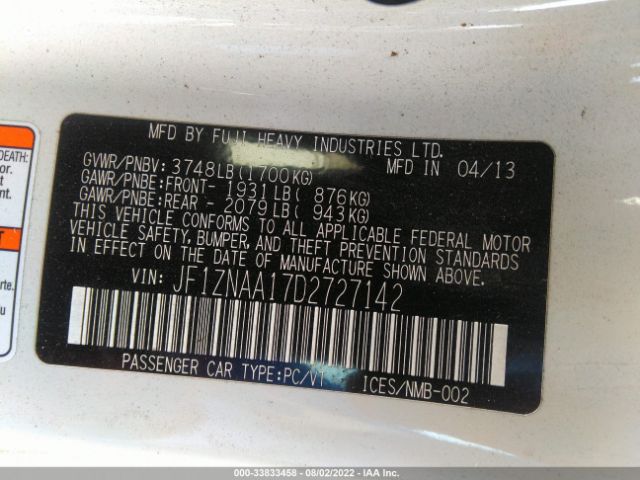 MFD BY FUJI HEAVY INDUSTRIES LTD.
GVWR/PNBV: 3748LB(1700KG) MFD IN 04/13
GAWR/PNBE:FRONT- 1931LB( 876KG)
GAWR/PNBE:REAR - 2079LB( 943KG)
THIS VEHICLE CONFORMS TO ALL APPLICABLE FEDERAL MOTOR
VEHICLE SAFETY, BUMPER, AND THEFT PREVENTION STANDARDS
IN EFFECT ON THE DATE OF MANUFACTURE SHOWN ABOVE.
VIN: JF1ZNAA17D2727142
PASSENGER CAR TYPE:PC/V1 ICES/NMB-002
DEATH:
000-33833458 - 08/02/2022 - IAA Inc.